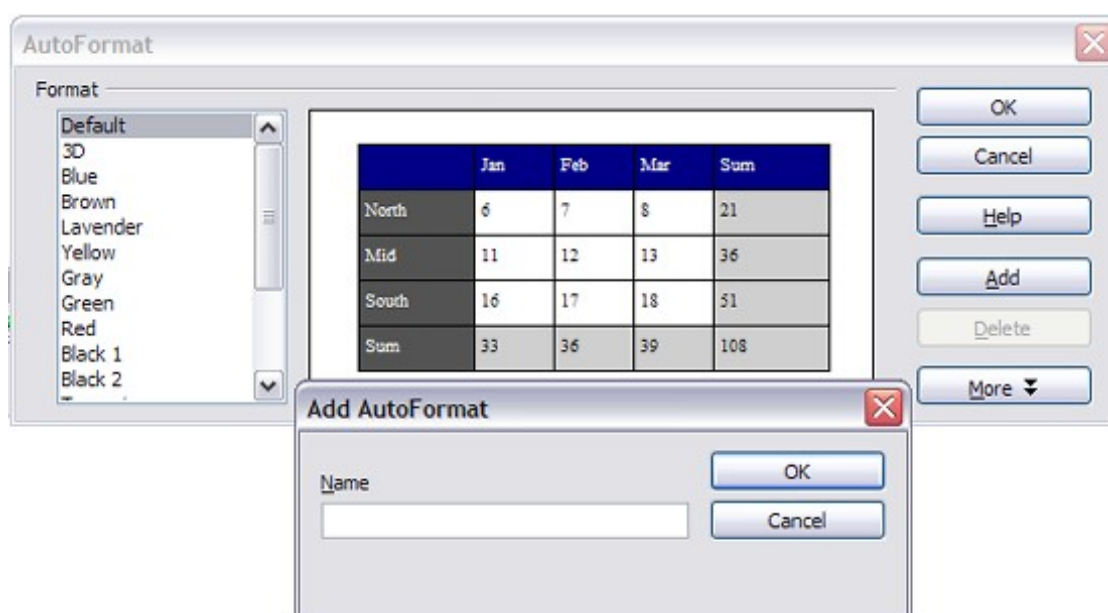 AutoFormat
Format
Default
3D
Blue
Brown
Lavender
Yellow
Gray
Green
Red
Black 1
Black 2
Jan Feb Mar Sum
North 6 7 8 21
Mid 11 12 13 36
South 16 17 18 51
Sum 33 36 39 108
OK
Cancel
Help
Add
Delete
More
Add AutoFormat
Name
OK
Cancel